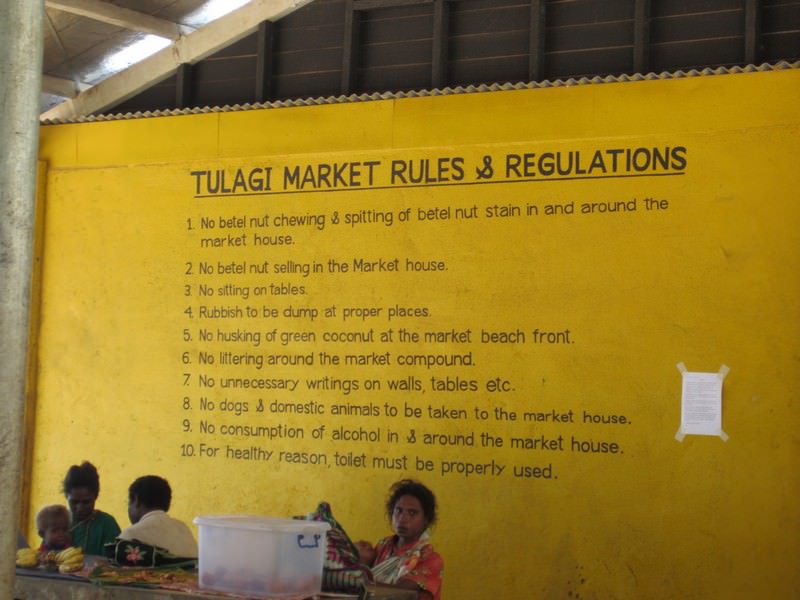 TULAGI MARKET RULES & REGULATIONS
1. No betel nut chewing & spitting of betel nut stain in and around the
market house.
2. No betel nut selling in the Market house.
3. No sitting on tables.
4. Rubbish to be dump at proper places.
5. No husking of green coconut at the market beach front.
6. No littering around the market compound.
7. No unnecessary writings on walls, tables etc.
8. No dogs & domestic animals to be taken to the market house.
9. No consumption of alcohol in & around the market house.
10. For healthy reason, toilet must be properly used.